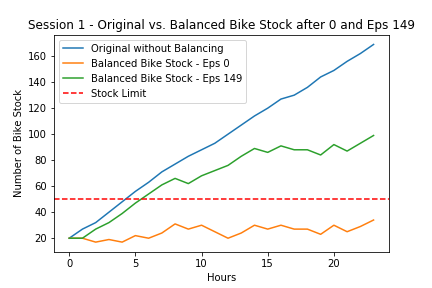 Session 1 - Original vs. Balanced Bike Stock after 0 and Eps 149
Original without Balancing
Balanced Bike Stock - Eps 0
Balanced Bike Stock - Eps 149
Stock Limit
Number of Bike Stock
160
140
120
100
80
60
40
20
0
5
10
15
20
Hours